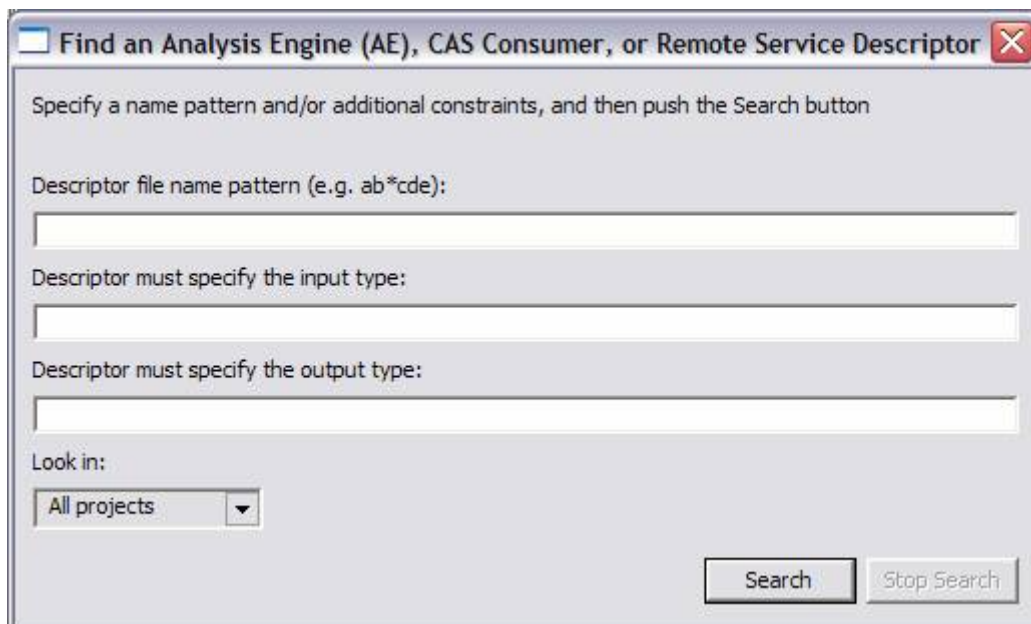 Find an Analysis Engine (AE), CAS Consumer, or Remote Service Descriptor
Specify a name pattern and/or additional constraints, and then push the Search button
Descriptor file name pattern (e.g. ab*cde):
Descriptor must specify the input type:
Descriptor must specify the output type:
Look in:
All projects
Search Stop Search